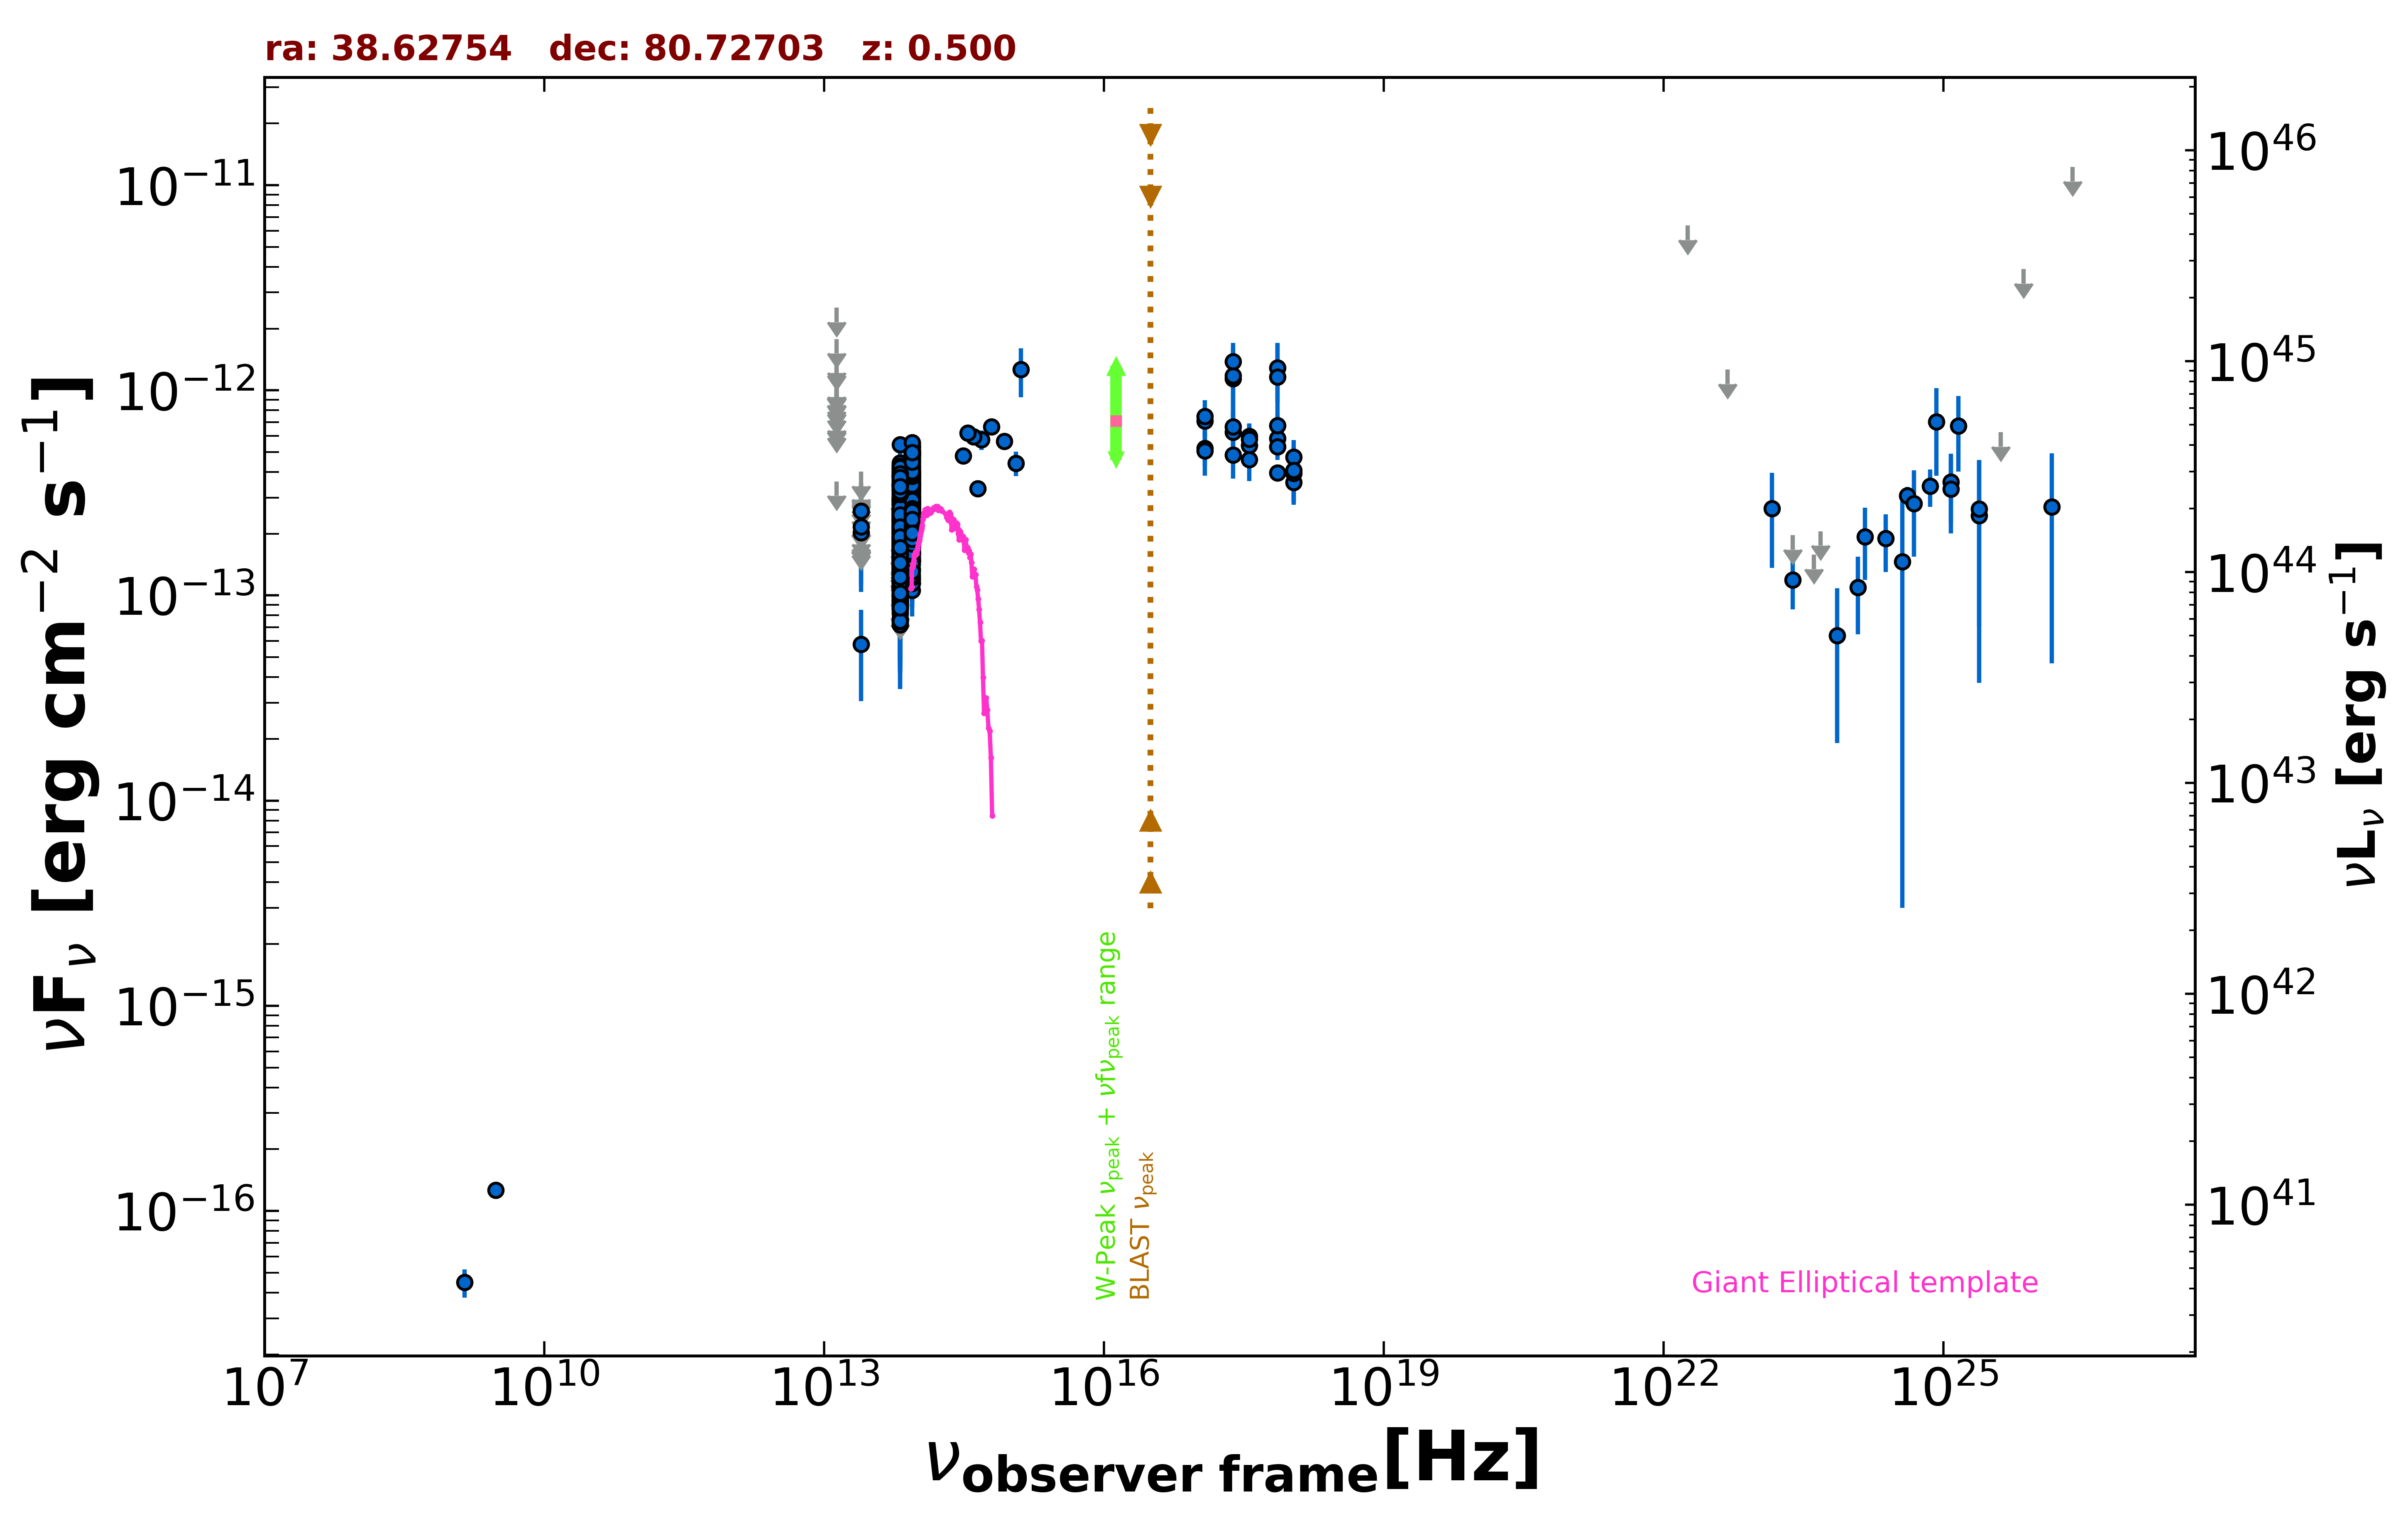 ra: 38.62754 dec: 80.72703 z: 0.500
νFν [erg cm−2 s−1]
10−11
10−12
10−13
10−14
10−15
10−16
1046
1045
1044
1043
1042
1041
νLν [erg s−1]
W-Peak νpeak + νfνpeak range
BLAST νpeak
Giant Elliptical template
107 1010 1013 1016 1019 1022 1025
νobserver frame[Hz]